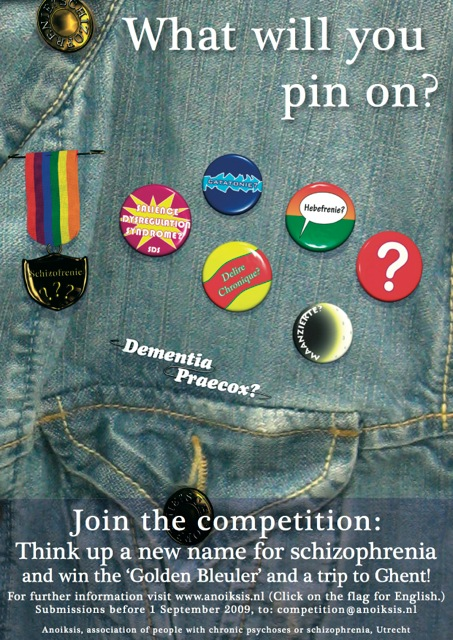 What will you
pin on?
CATATONIE?
SALIENCE
DYSREGULATION
SYNDROME?
SDS
Hebefrenie?
?
Delire
Chronique?
Schizofrenie
???
MAANZIEKTE?
Dementia
Praecox?
Join the competition:
Think up a new name for schizophrenia
and win the ‘Golden Bleuler’ and a trip to Ghent!
For further information visit www.anoiksis.nl (Click on the flag for English.)
Submissions before 1 September 2009, to: competition@anoiksis.nl
Anoiksis, association of people with chronic psychoses or schizophrenia, Utrecht